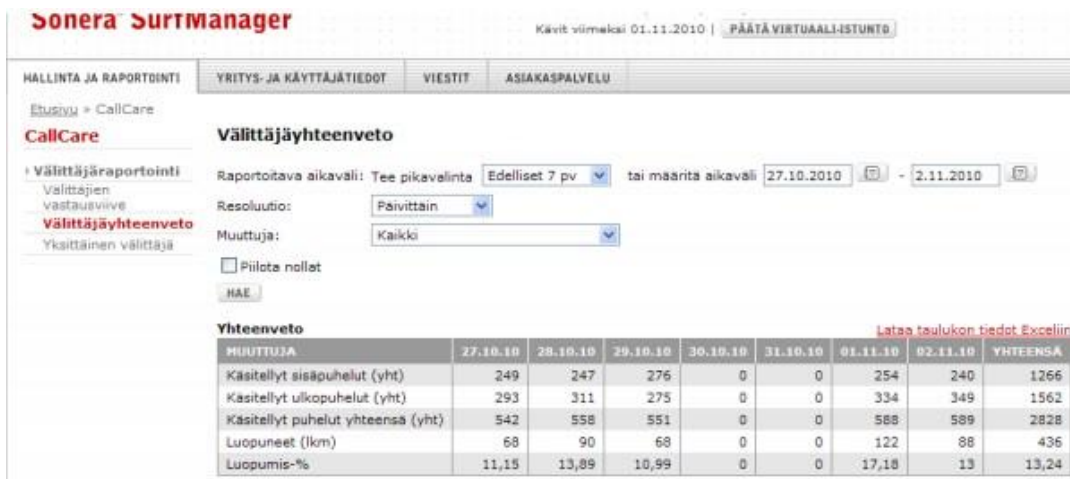 Sonera SurfManager
Kävit viimeksi 01.11.2010 | PÄÄTÄ VIRTUAALI-ISTUNTO
HALLINTA JA RAPORTOINTI YRITYS- JA KÄYTTÄJÄTIEDOT VIESTIT ASIAKASPALVELU
Etusivu » CallCare
CallCare
Välittäjäraportointi
Välittäjien
vastausviive
Välittäjäyhteenveto
Yksittäinen välittäjä
Välittäjäyhteenveto
Raportoitava aikaväli: Tee pikavalinta Edelliset 7 pv tai määritä aikaväli 27.10.2010 - 2.11.2010
Resoluutio: Päivittäin
Muuttuja: Kaikki
Piilota nollat
HAE
Yhteenveto Lataa taulukon tiedot Exceliin
MUUTTUJA 27.10.10 28.10.10 29.10.10 30.10.10 31.10.10 01.11.10 02.11.10 YHTEENSÄ
Käsitellyt sisäpuhelut (yht) 249 247 276 0 0 254 240 1266
Käsitellyt ulkopuhelut (yht) 293 311 275 0 0 334 349 1562
Käsitellyt puhelut yhteensä (yht) 542 558 551 0 0 588 589 2828
Luopuneet (lkm) 68 90 68 0 0 122 88 436
Luopumis-% 11,15 13,89 10,99 0 0 17,18 13 13,24